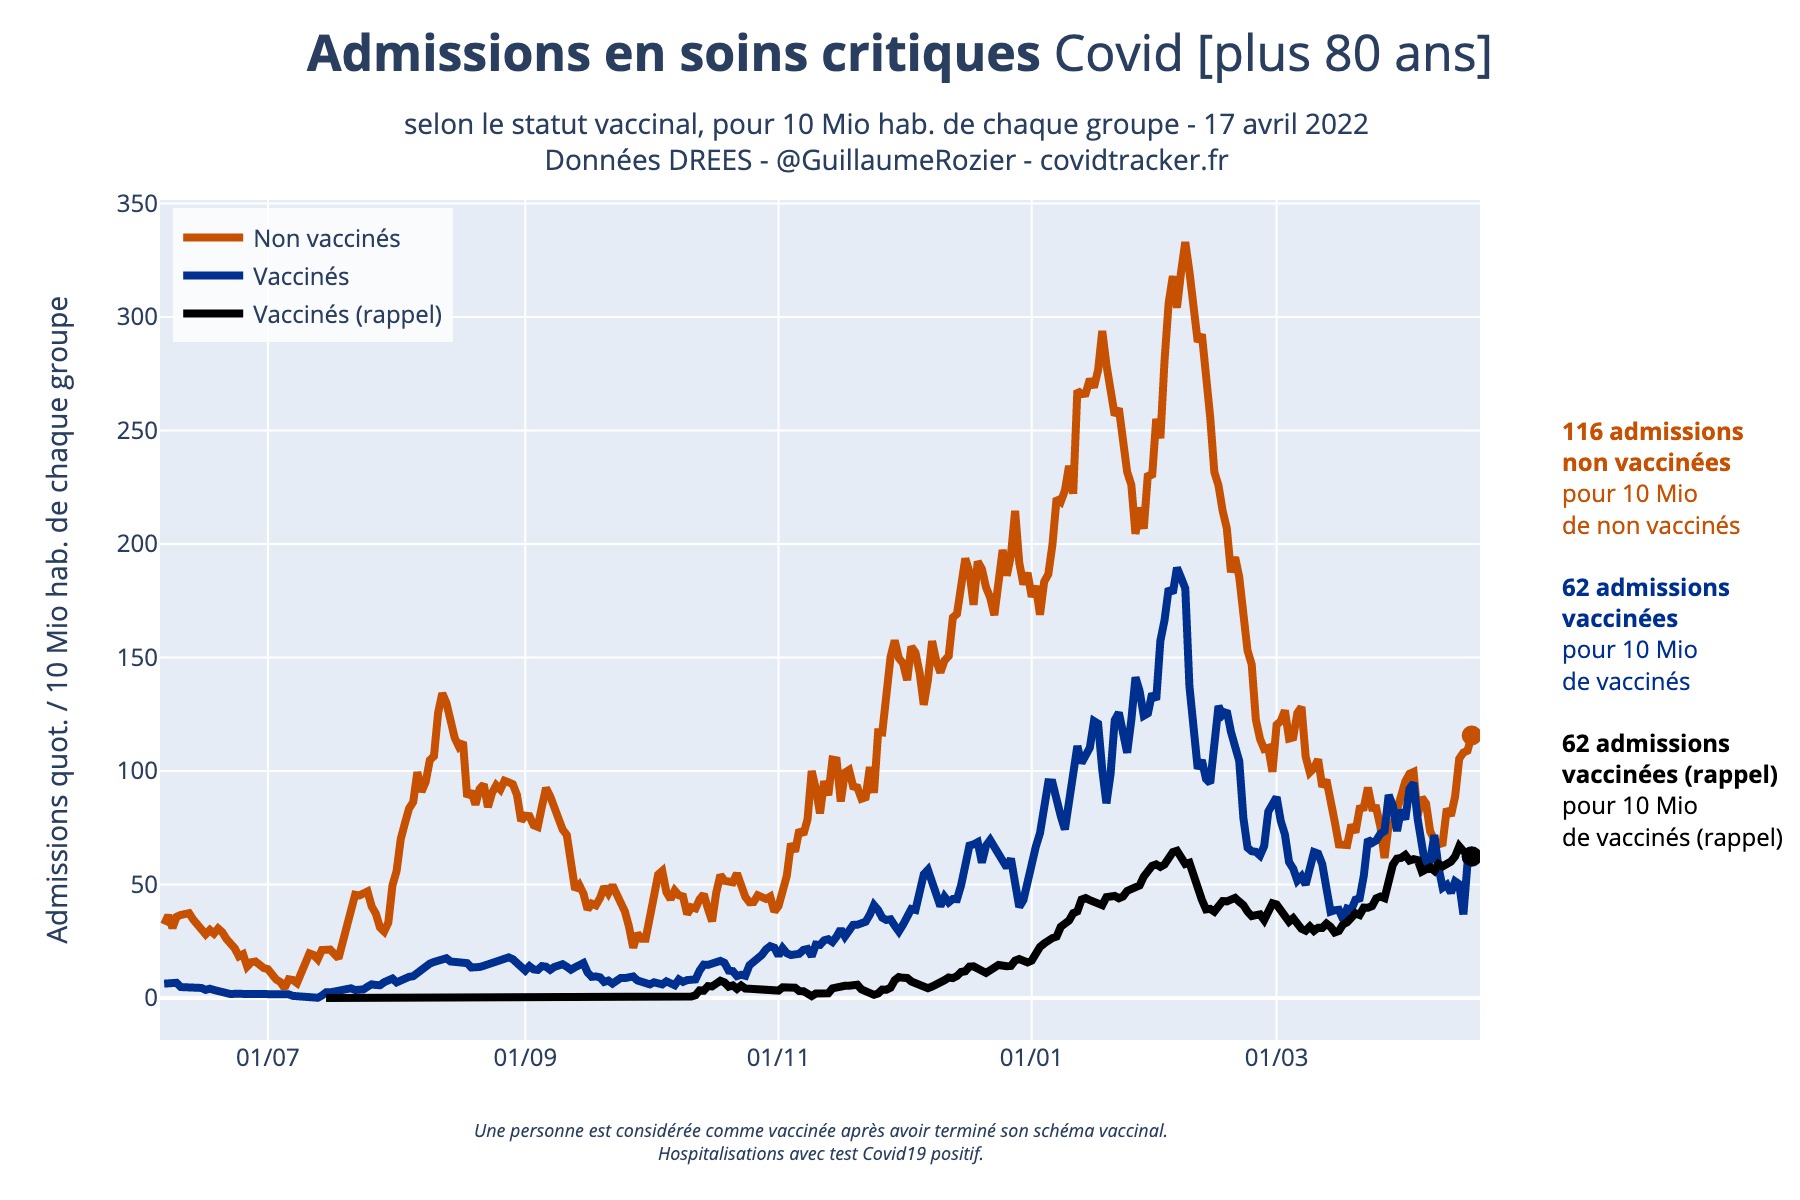 Admissions en soins critiques Covid [plus 80 ans]
selon le statut vaccinal, pour 10 Mio hab. de chaque groupe - 17 avril 2022
Données DREES - @GuillaumeRozier - covidtracker.fr
Admissions quot. / 10 Mio hab. de chaque groupe
350
300
250
200
150
100
50
0
Non vaccinés
Vaccinés
Vaccinés (rappel)
01/07
01/09
01/11
01/01
01/03
116 admissions
non vaccinées
pour 10 Mio
de non vaccinés
62 admissions
vaccinées
pour 10 Mio
de vaccinés
62 admissions
vaccinées (rappel)
pour 10 Mio
de vaccinés (rappel)
Une personne est considérée comme vaccinée après avoir terminé son schéma vaccinal.
Hospitalisations avec test Covid19 positif.